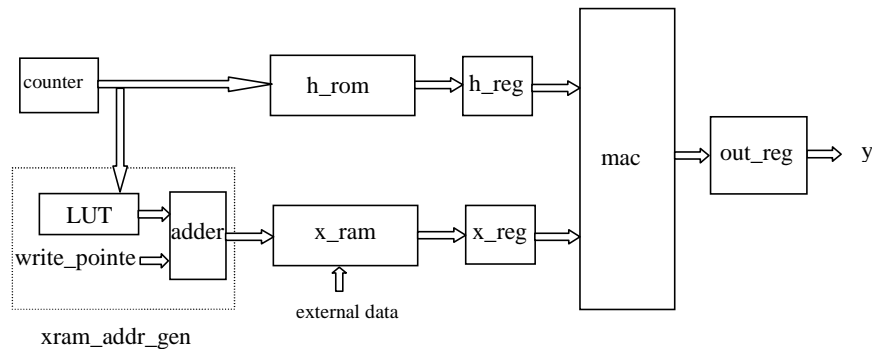 counter
h_rom
h_reg
mac
out_reg
y
LUT
adder
write_pointe
x_ram
x_reg
external data
xram_addr_gen